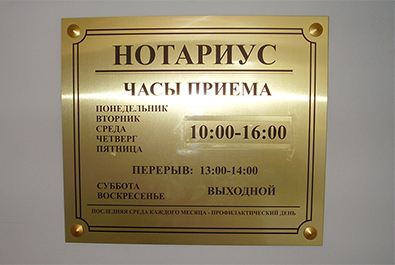 НОТАРИУС
ЧАСЫ ПРИЕМА
ПОНЕДЕЛЬНИК
ВТОРНИК
СРЕДА
ЧЕТВЕРГ
ПЯТНИЦА
10:00-16:00
ПЕРЕРЫВ: 13:00-14:00
СУББОТА
ВОСКРЕСЕНЬЕ
ВЫХОДНОЙ
ПОСЛЕДНЯЯ СРЕДА КАЖДОГО МЕСЯЦА - ПРОФИЛАКТИЧЕСКИЙ ДЕНЬ